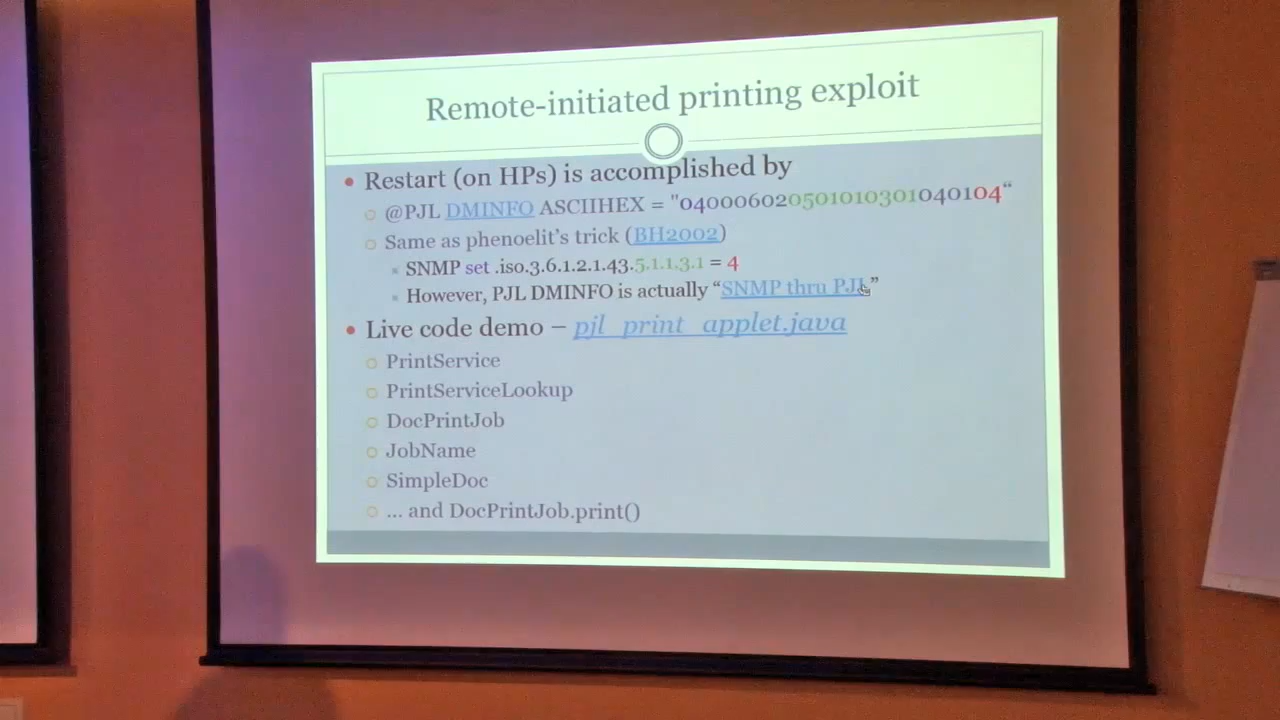 Remote-initiated printing exploit
Restart (on HPs) is accomplished by
@PJL DMINFO ASCIIHEX = "040006020501010301040104“
Same as phenoelit's trick (BH2002)
SNMP set .iso.3.6.1.2.1.43.5.1.1.3.1 = 4
However, PJL DMINFO is actually “SNMP thru PJL”
Live code demo – pjl_print_applet.java
PrintService
PrintServiceLookup
DocPrintJob
JobName
SimpleDoc
... and DocPrintJob.print()